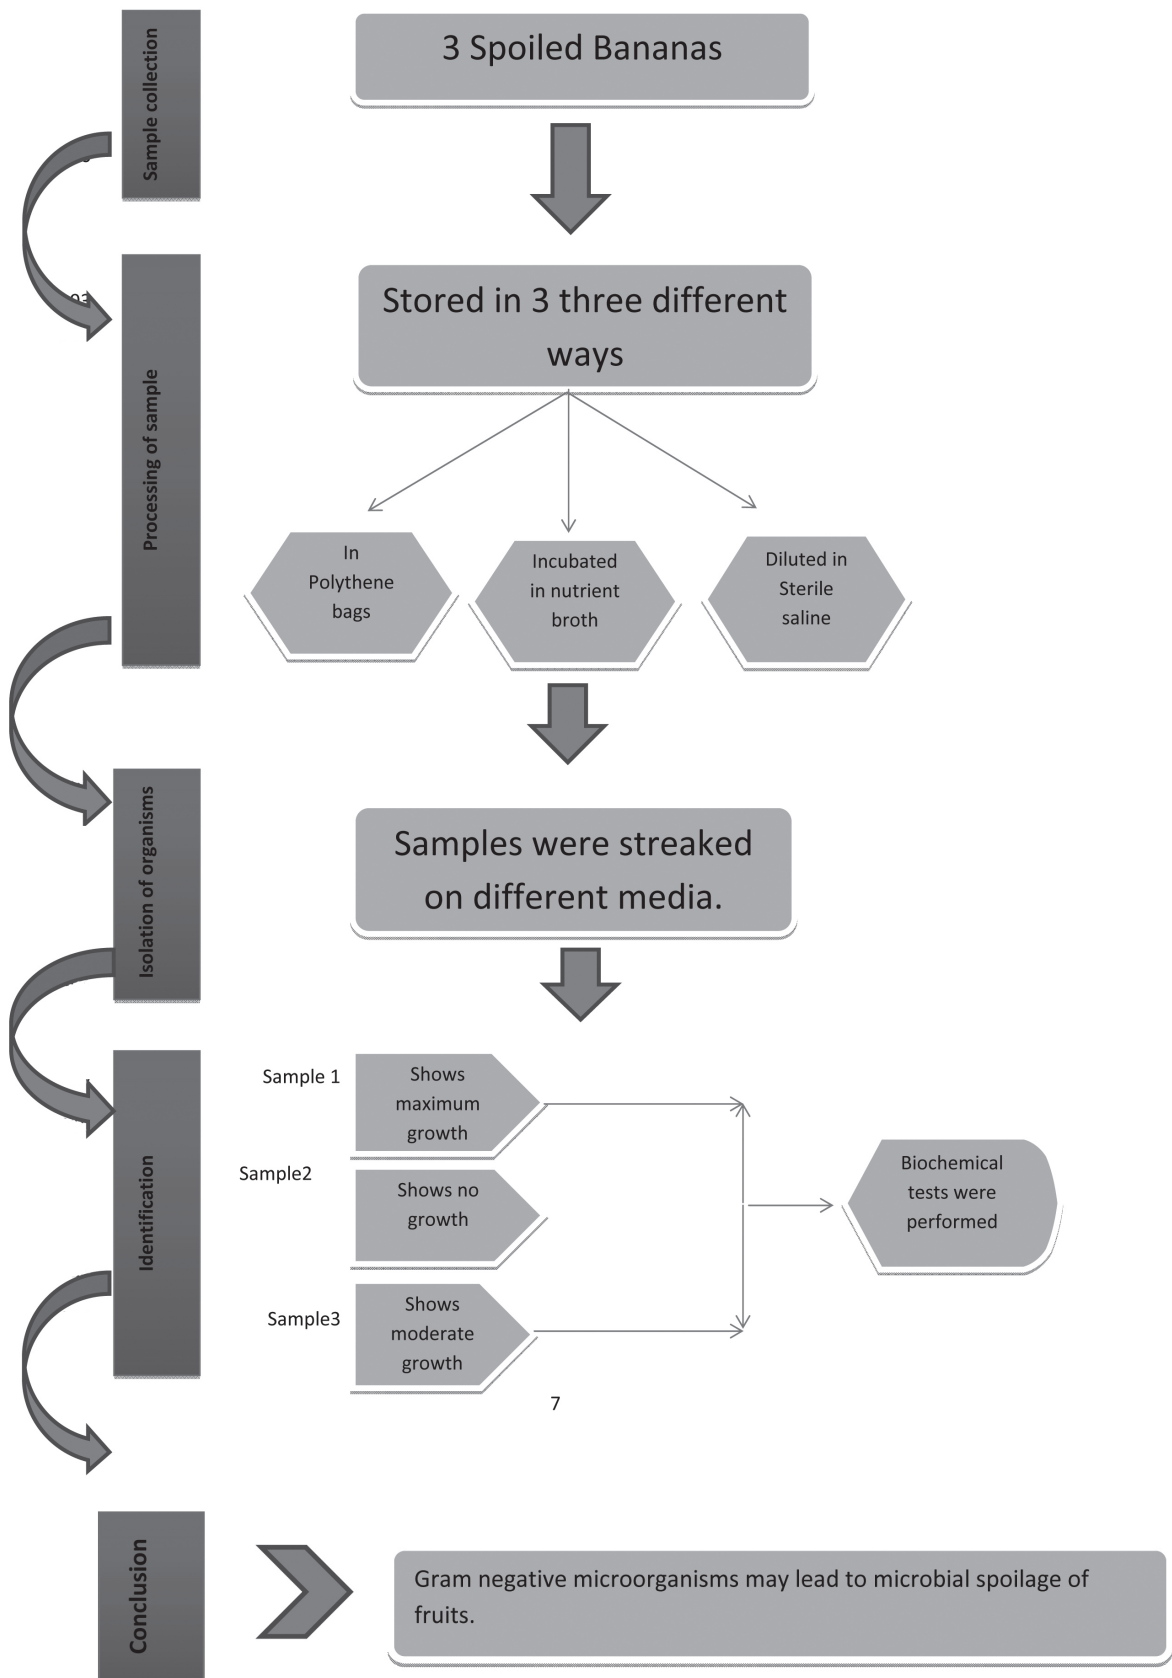 Sample collection
3 Spoiled Bananas
Processing of sample
Stored in 3 three different
ways
In
Polythene
bags
Incubated
in nutrient
broth
Diluted in
Sterile
saline
Isolation of organisms
Samples were streaked
on different media.
Identification
Sample 1
Shows
maximum
growth
Sample2
Shows no
growth
Sample3
Shows
moderate
growth
Biochemical
tests were
performed
7
Conclusion
Gram negative microorganisms may lead to microbial spoilage of
fruits.